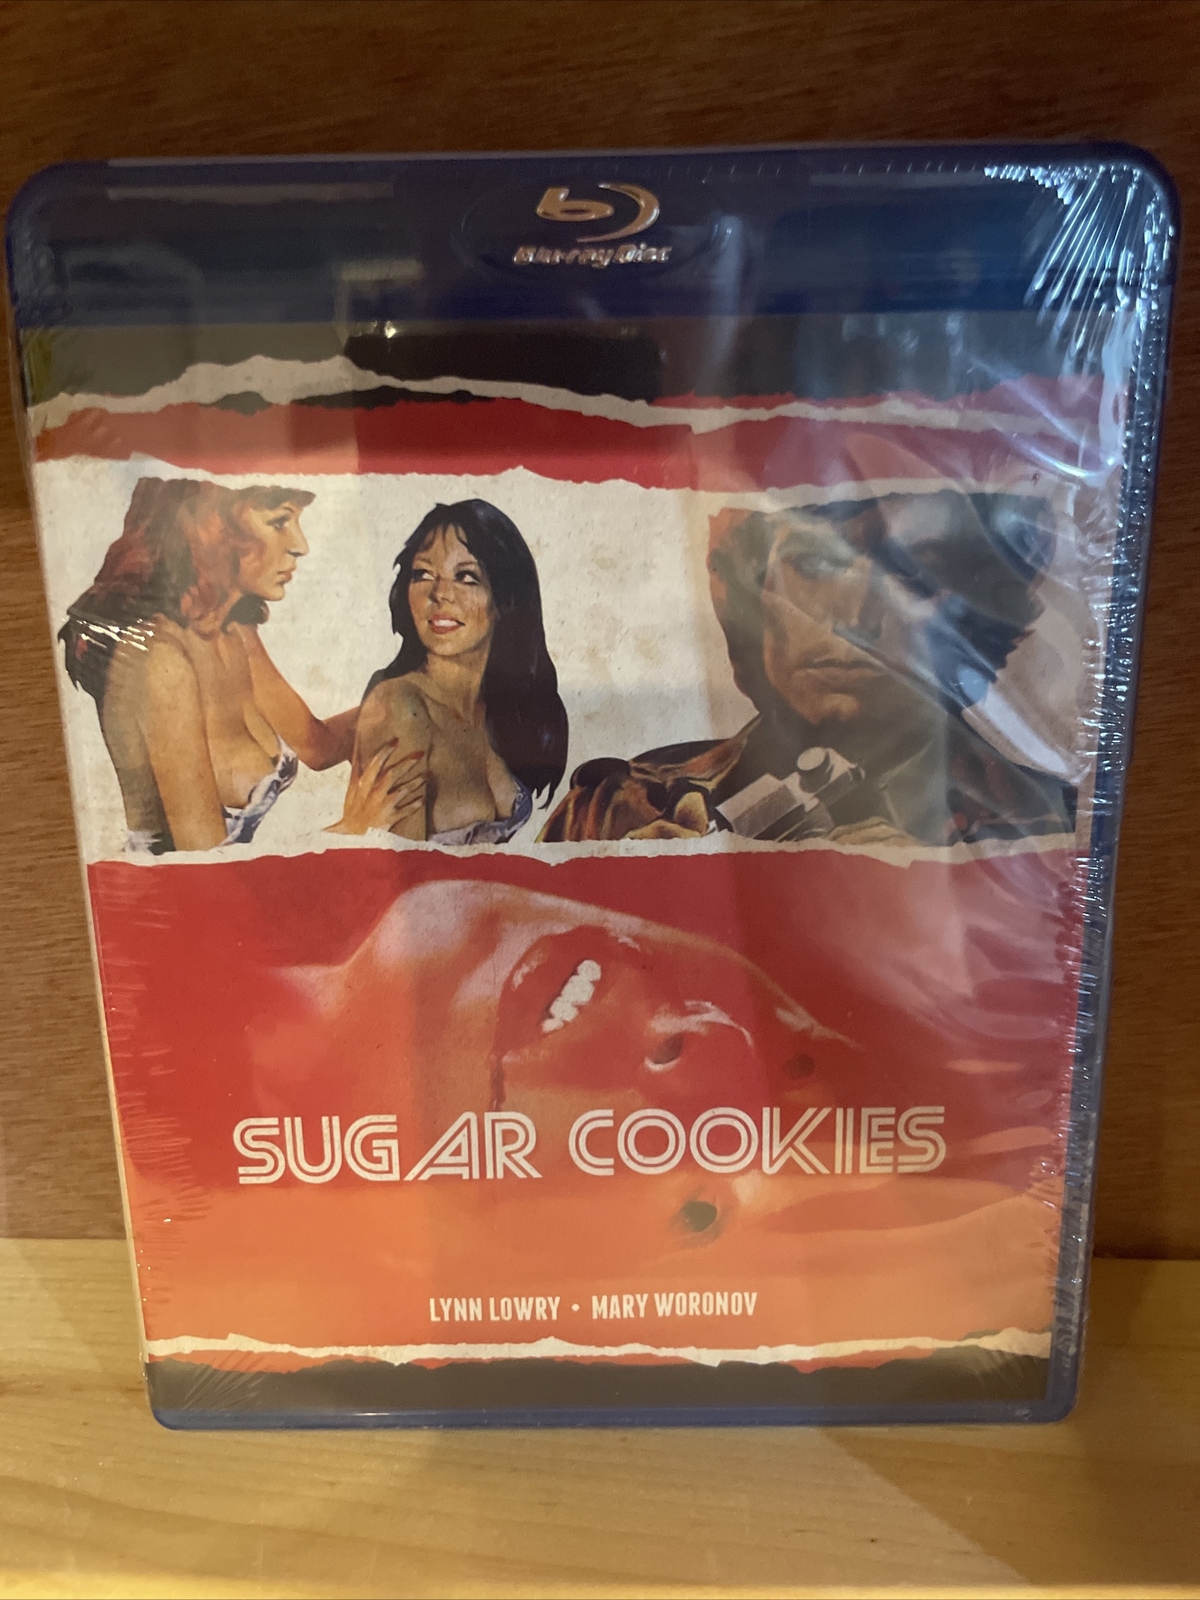 Blu-ray Disc
SUGAR COOKIES
LYNN LOWRY • MARY WORONOV